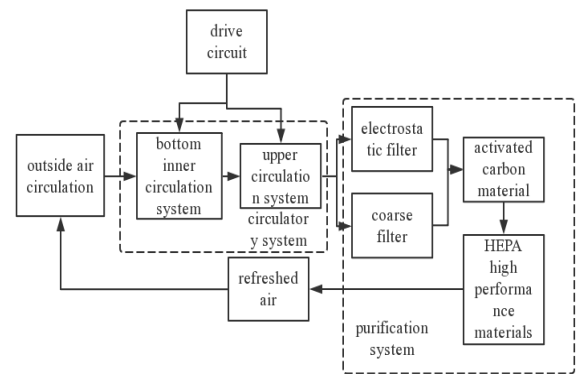 drive
circuit
outside air
circulation
bottom
inner
circulation
system
upper
circulatio
n system
circulator
y system
electrosta
tic filter
coarse
filter
activated
carbon
material
HEPA
high
performa
nce
materials
refreshed
air
purification
system